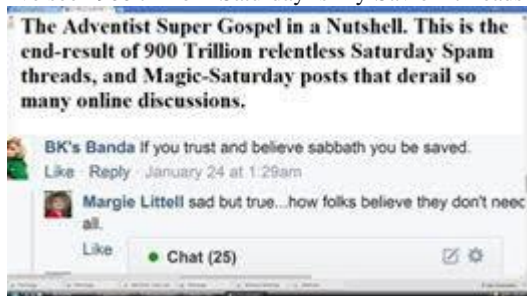 The Adventist Super Gospel in a Nutshell. This is the
end-result of 900 Trillion relentless Saturday Spam
threads, and Magic-Saturday posts that derail so
many online discussions.
BK's Banda If you trust and believe sabbath you be saved.
Like · Reply · January 24 at 1:29am
Margie Littell sad but true...how folks believe they don't need
all.
Like
Chat (25)